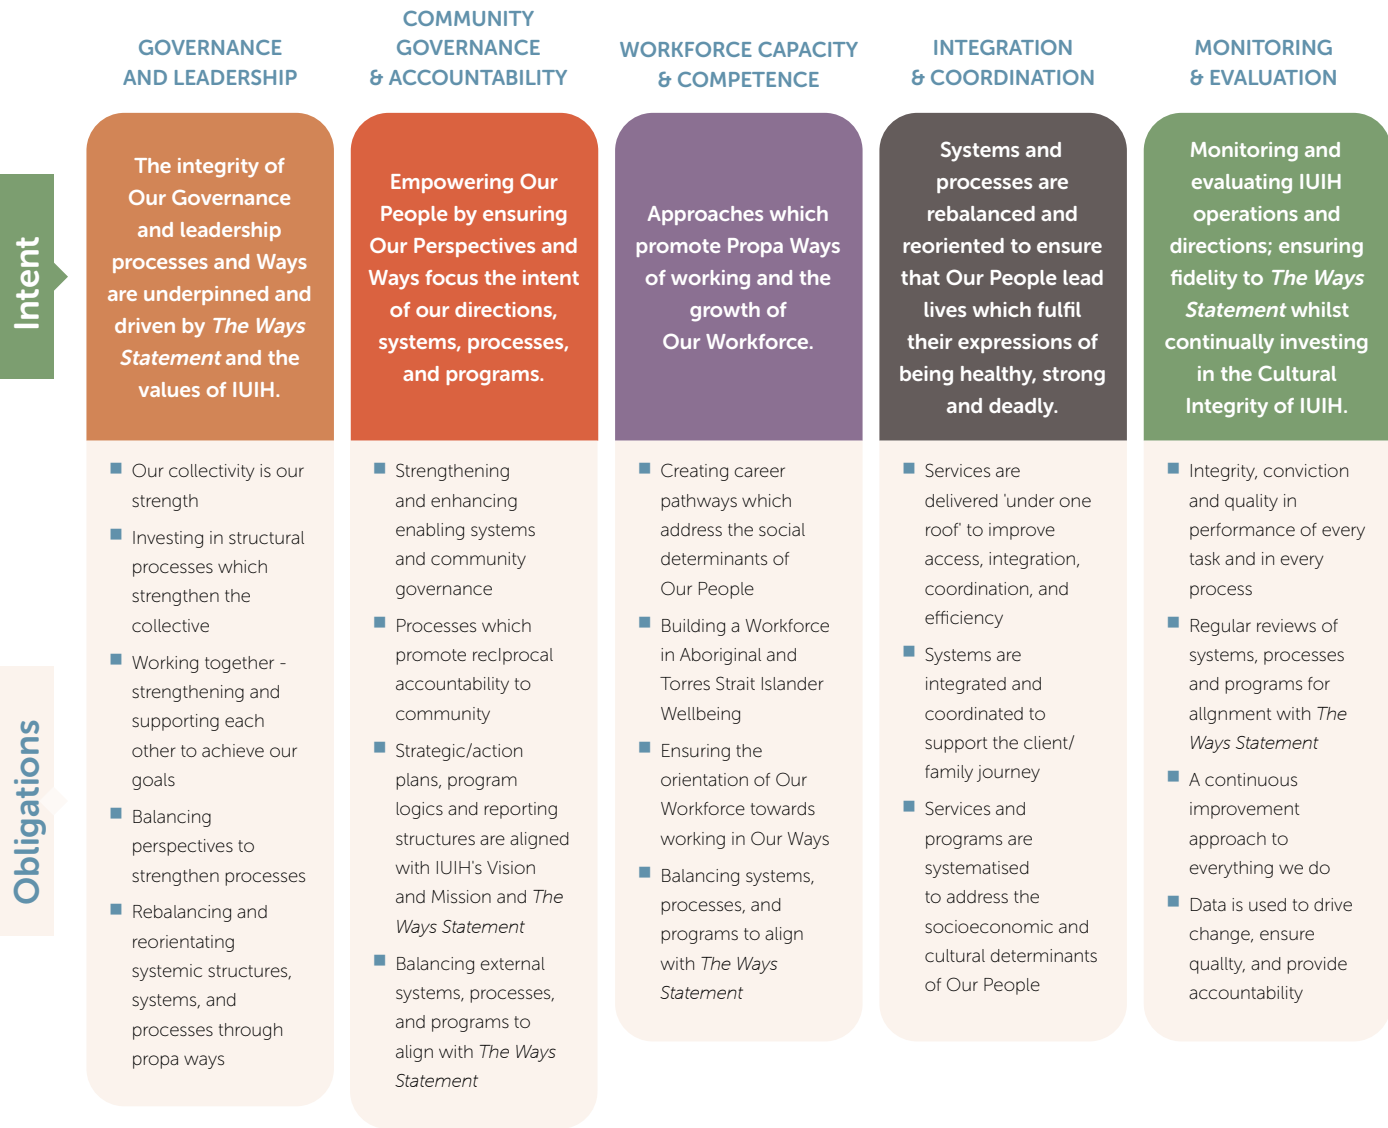 GOVERNANCE
AND LEADERSHIP
COMMUNITY
GOVERNANCE
& ACCOUNTABILITY
WORKFORCE CAPACITY
& COMPETENCE
INTEGRATION
& COORDINATION
MONITORING
& EVALUATION
Intent
The integrity of
Our Governance
and leadership
processes and Ways
are underpinned and
driven by The Ways
Statement and the
values of IUIH.
Empowering Our
People by ensuring
Our Perspectives and
Ways focus the intent
of our directions,
systems, processes,
and programs.
Approaches which
promote Propa Ways
of working and the
growth of
Our Workforce.
Systems and
processes are
rebalanced and
reoriented to ensure
that Our People lead
lives which fulfil
their expressions of
being healthy, strong
and deadly.
Monitoring and
evaluating IUIH
operations and
directions; ensuring
fidelity to The Ways
Statement whilst
continually investing
in the Cultural
Integrity of IUIH.
Obligations
Our collectivity is our
strength
Investing in structural
processes which
strengthen the
collective
Working together -
strengthening and
supporting each
other to achieve our
goals
Balancing
perspectives to
strengthen processes
Rebalancing and
reorientating
systemic structures,
systems, and
processes through
propa ways
Strengthening
and enhancing
enabling systems
and community
governance
Processes which
promote recIprocal
accountability to
community
Strategic/action
plans, program
logics and reporting
structures are aligned
with IUIH's Vision
and Mission and The
Ways Statement
Balancing external
systems, processes,
and programs to
align with The Ways
Statement
Creating career
pathways which
address the social
determinants of
Our People
Building a Workforce
in Aboriginal and
Torres Strait Islander
Wellbeing
Ensuring the
orientation of Our
Workforce towards
working in Our Ways
Balancing systems,
processes, and
programs to align
with The Ways
Statement
Services are
delivered 'under one
roof' to improve
access, integration,
coordination, and
efficiency
Systems are
integrated and
coordinated to
support the client/
family journey
Services and
programs are
systematised
to address the
socioeconomic and
cultural determinants
of Our People
Integrity, conviction
and quality in
performance of every
task and in every
process
Regular reviews of
systems, processes
and programs for
alIgnment with The
Ways Statement
A continuous
improvement
approach to
everything we do
Data is used to drive
change, ensure
qualIty, and provide
accountability